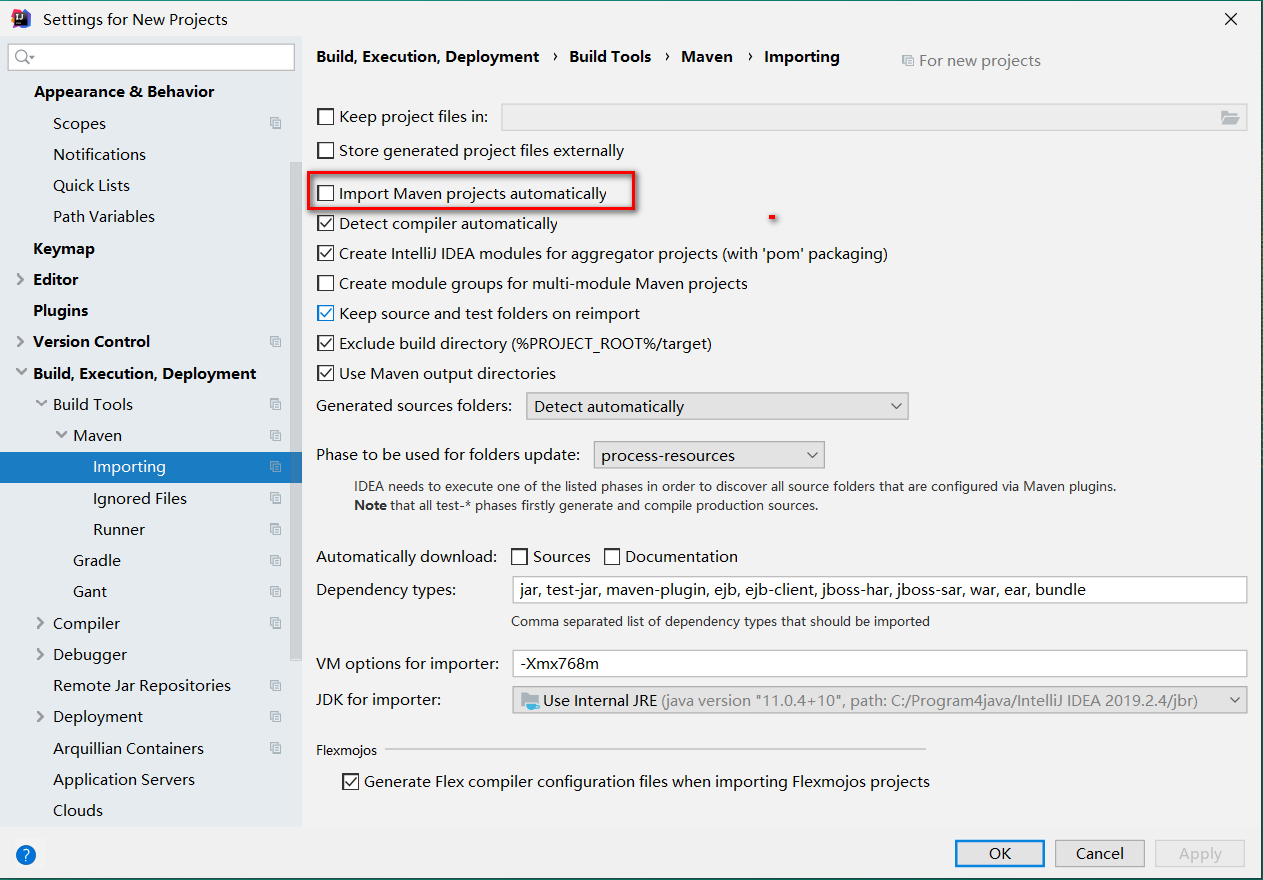 Settings for New Projects
Appearance & Behavior
Scopes
Notifications
Quick Lists
Path Variables
Keymap
Editor
Plugins
Version Control
Build, Execution, Deployment
Build Tools
Maven
Importing
Ignored Files
Runner
Gradle
Gant
Compiler
Debugger
Remote Jar Repositories
Deployment
Arquillian Containers
Application Servers
Clouds
Build, Execution, Deployment › Build Tools › Maven › Importing For new projects
Keep project files in:
Store generated project files externally
Import Maven projects automatically
Detect compiler automatically
Create IntelliJ IDEA modules for aggregator projects (with 'pom' packaging)
Create module groups for multi-module Maven projects
Keep source and test folders on reimport
Exclude build directory (%PROJECT_ROOT%/target)
Use Maven output directories
Generated sources folders: Detect automatically
Phase to be used for folders update: process-resources
IDEA needs to execute one of the listed phases in order to discover all source folders that are configured via Maven plugins.
Note that all test-* phases firstly generate and compile production sources.
Automatically download: Sources Documentation
Dependency types: jar, test-jar, maven-plugin, ejb, ejb-client, jboss-har, jboss-sar, war, ear, bundle
Comma separated list of dependency types that should be imported
VM options for importer: -Xmx768m
JDK for importer: Use Internal JRE (java version "11.0.4+10", path: C:/Program4java/IntelliJ IDEA 2019.2.4/jbr)
Flexmojos
Generate Flex compiler configuration files when importing Flexmojos projects
? OK Cancel Apply